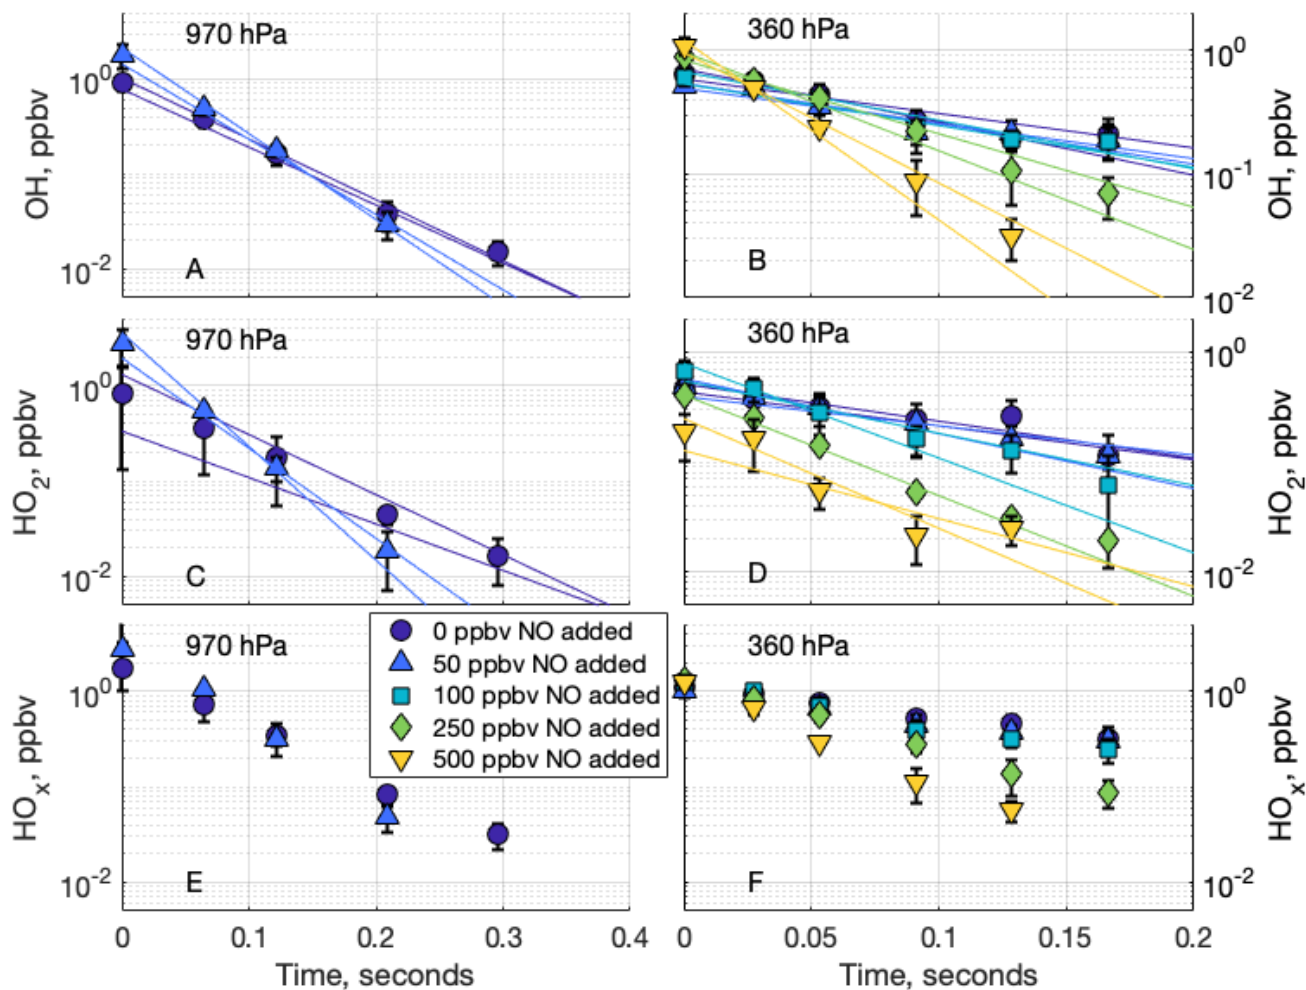 970 hPa
360 hPa
OH, ppbv
10^0
10^-2
A
B
10^0
10^-1
10^-2
OH, ppbv
970 hPa
360 hPa
HO_2, ppbv
10^0
10^-2
C
D
10^0
10^-2
HO_2, ppbv
970 hPa
360 hPa
0 ppbv NO added
50 ppbv NO added
100 ppbv NO added
250 ppbv NO added
500 ppbv NO added
HO_x, ppbv
10^0
10^-2
E
F
10^0
10^-2
HO_x, ppbv
0 0.1 0.2 0.3 0.4
0 0.05 0.1 0.15 0.2
Time, seconds
Time, seconds